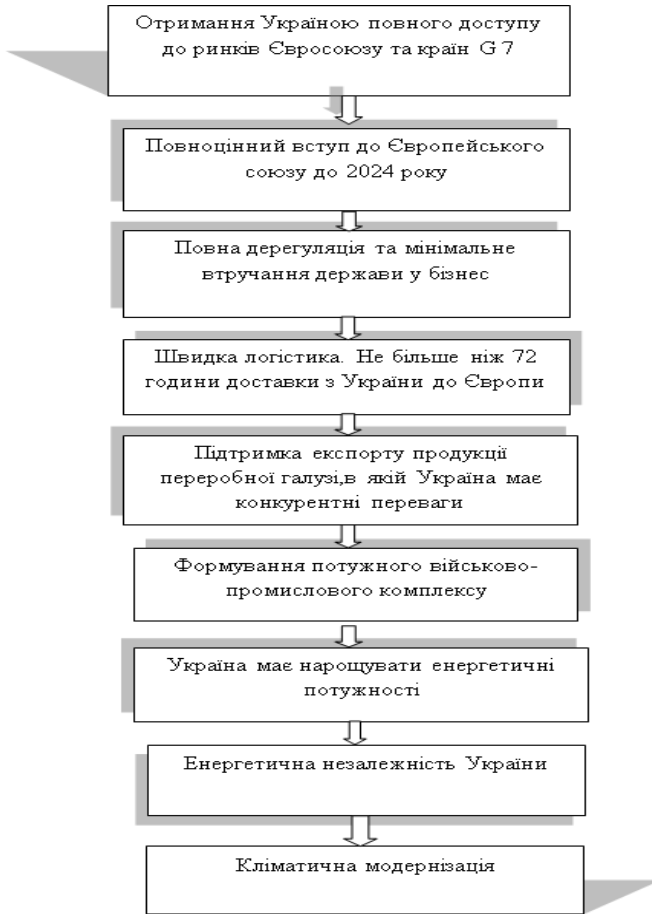 Отримання Україною повного доступу
до ринків Євросоюзу та країн G 7
Повноцінний вступ до Європейського
союзу до 2024 року
Повна дерегуляція та мінімальне
втручання держави у бізнес
Швидка логістика. Не більше ніж 72
години доставки з України до Європи
Підтримка експорту продукції
переробної галузі,в якій Україна має
конкурентні переваги
Формування потужного військово-
промислового комплексу
Україна має нарощувати енергетичні
потужності
Енергетична незалежність України
Кліматична модернізація